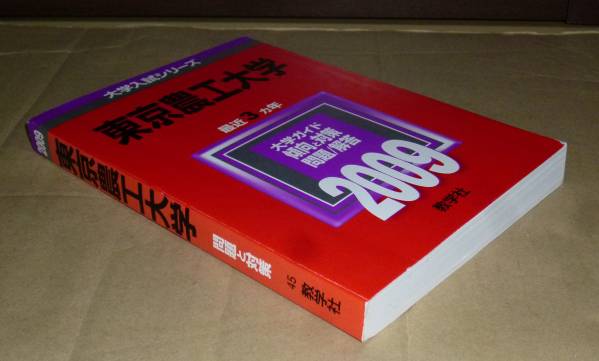 大学入試シリーズ
東京農工大学
最近3ヵ年
大学ガイド
傾向と対策
問題/解答
2009
教学社
2009
東京農工大学
問題と対策
45
教学社